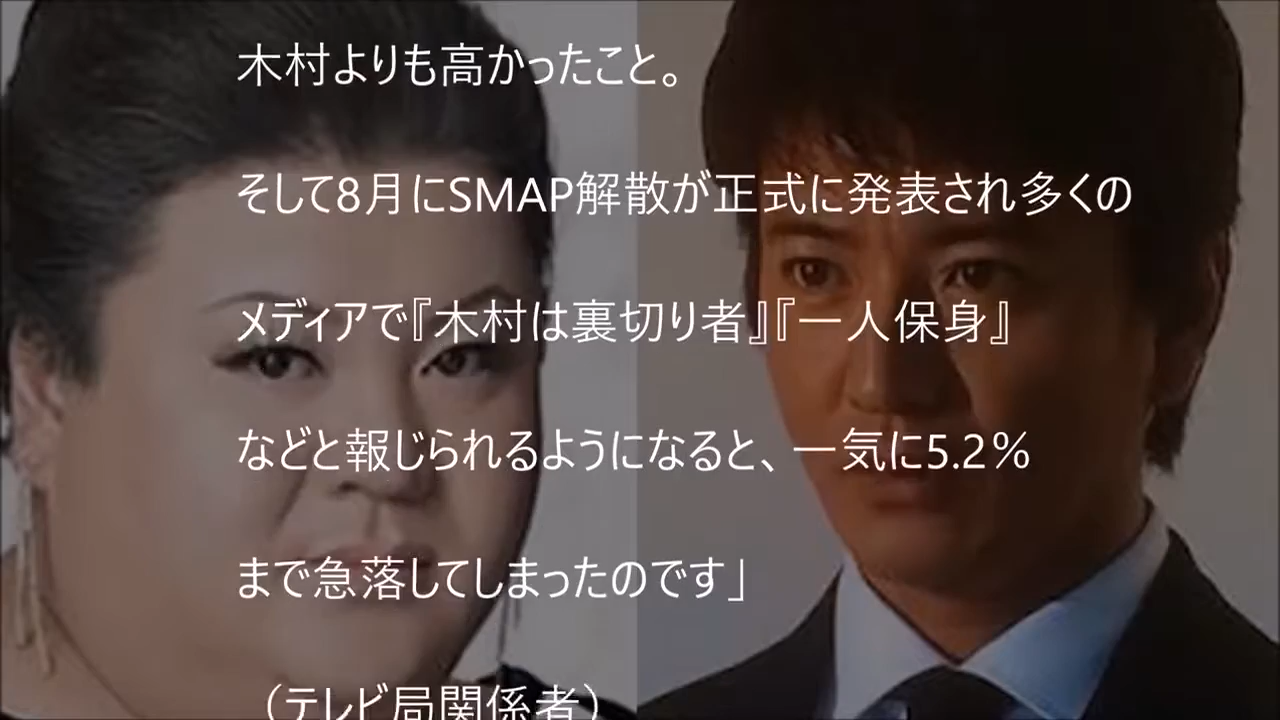 木村よりも高かったこと。
そして8月にSMAP解散が正式に発表され多くの
メディアで『木村は裏切り者』『一人保身』
などと報じられるようになると、一気に5.2％
まで急落してしまったのです」
（テレビ局関係者）